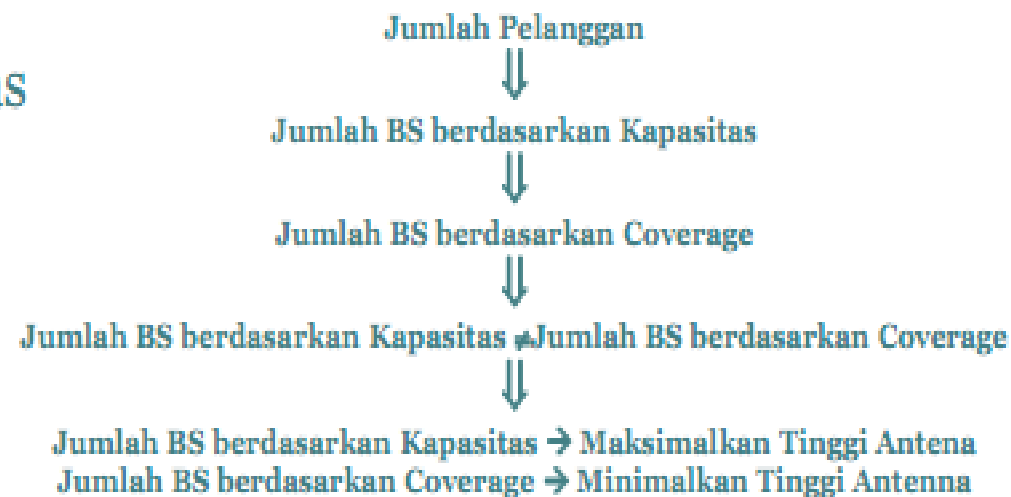 Jumlah Pelanggan
⇓
Jumlah BS berdasarkan Kapasitas
⇓
Jumlah BS berdasarkan Coverage
⇓
Jumlah BS berdasarkan Kapasitas ≠Jumlah BS berdasarkan Coverage
⇓
Jumlah BS berdasarkan Kapasitas → Maksimalkan Tinggi Antena
Jumlah BS berdasarkan Coverage → Minimalkan Tinggi Antenna